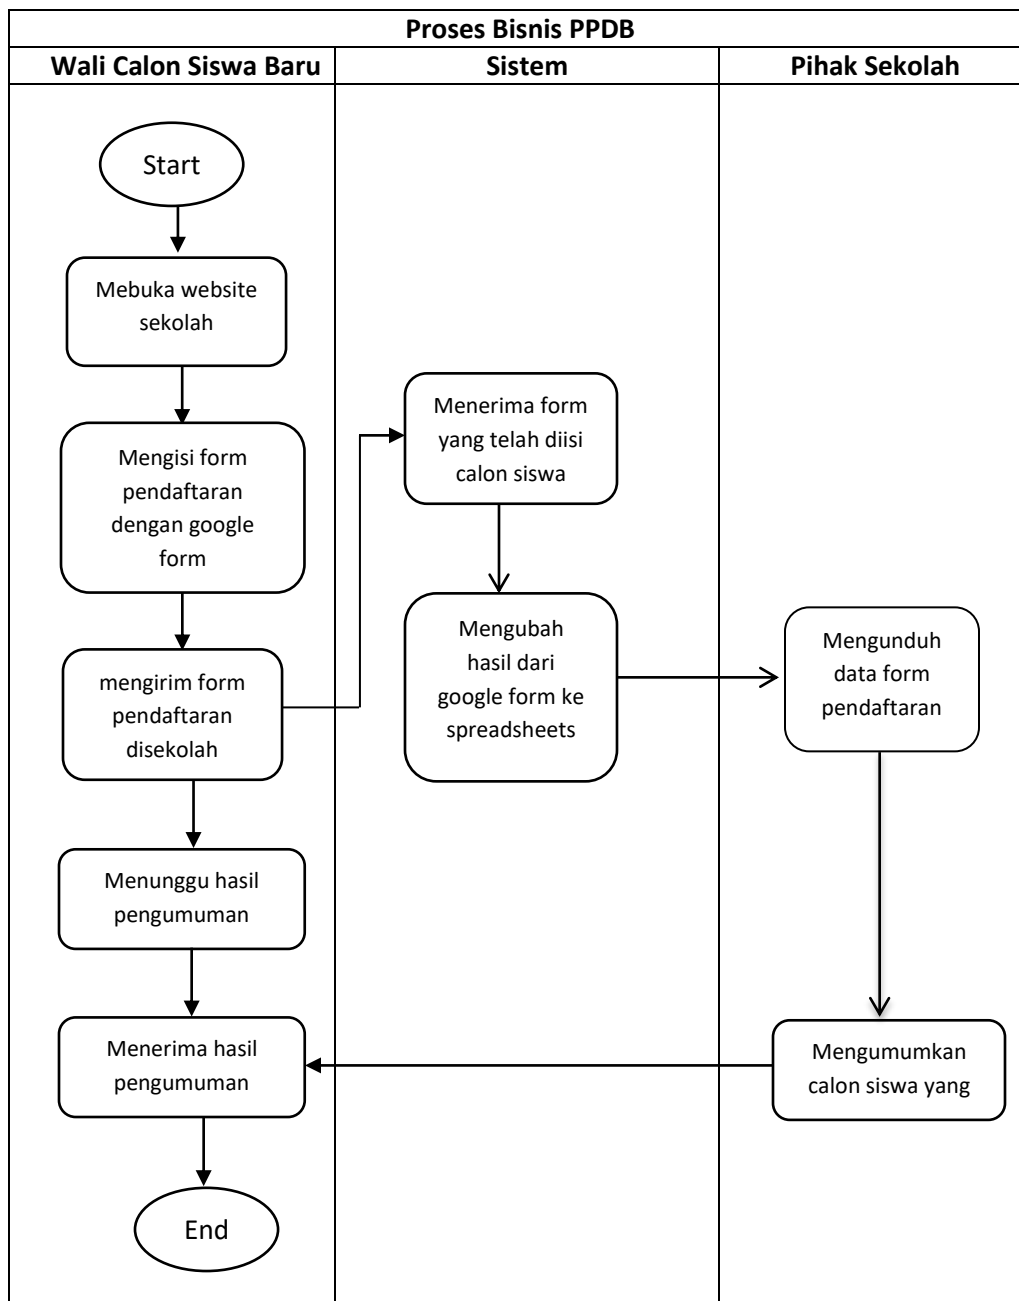 Proses Bisnis PPDB
Wali Calon Siswa Baru
Sistem
Pihak Sekolah
Start
Mebuka website
sekolah
Mengisi form
pendaftaran
dengan google
form
mengirim form
pendaftaran
disekolah
Menunggu hasil
pengumuman
Menerima hasil
pengumuman
End
Menerima form
yang telah diisi
calon siswa
Mengubah
hasil dari
google form ke
spreadsheets
Mengunduh
data form
pendaftaran
Mengumumkan
calon siswa yang